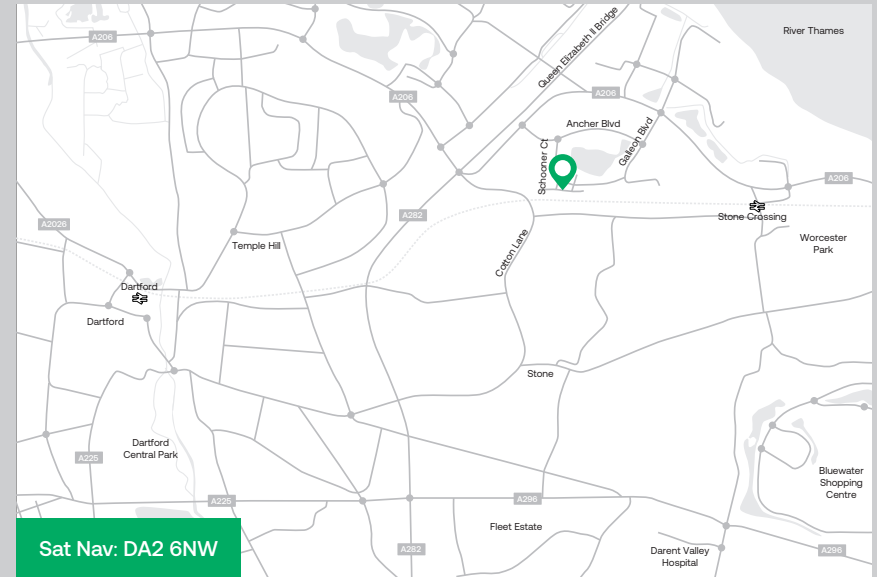 River Thames
A206
Queen Elizabeth II Bridge
A206
A206
Ancher Blvd
Galleon Blvd
Schooner Ct
A206
A282
Stone Crossing
A2026
Temple Hill
Worcester
Park
Cotton Lane
Dartford
Dartford
Stone
Dartford
Central Park
A225
Bluewater
Shopping
Centre
A225
A296
Fleet Estate
Sat Nav: DA2 6NW
A282
Darent Valley
Hospital
A296